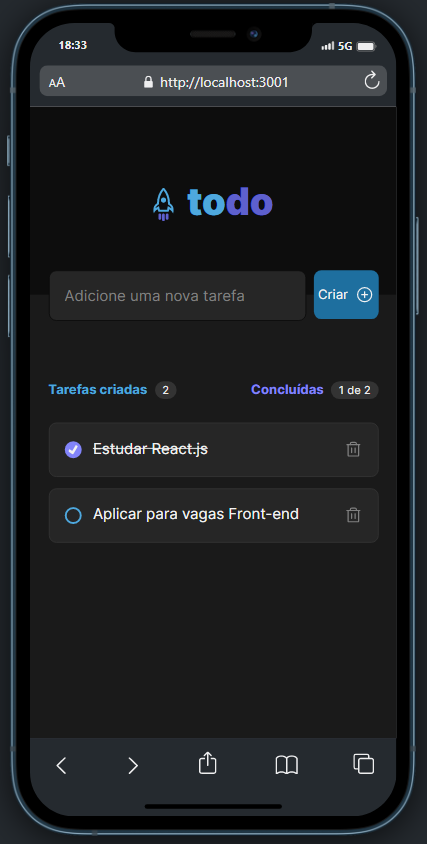 18:33 5G
AA http://localhost:3001
todo
Adicione uma nova tarefa Criar
Tarefas criadas 2 Concluídas 1 de 2
Estudar React.js
Aplicar para vagas Front-end